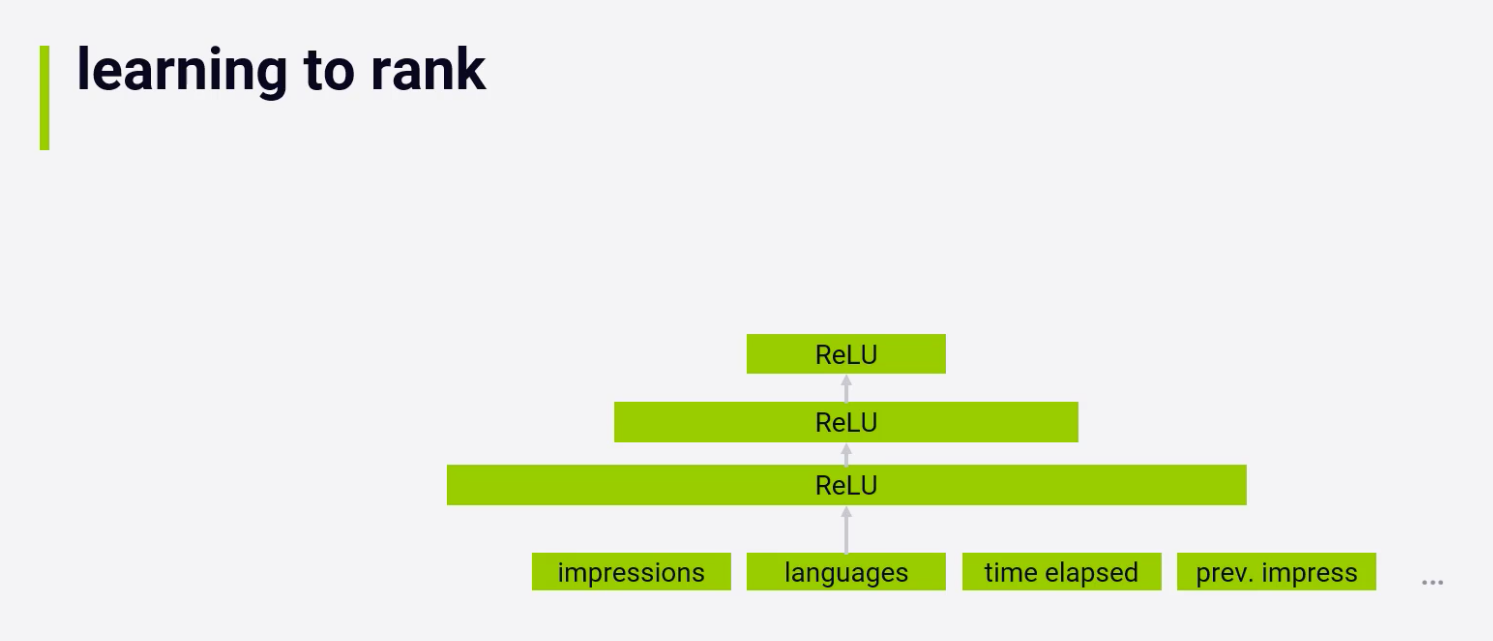 learning to rank
ReLU
ReLU
ReLU
impressions languages time elapsed prev. impress ...